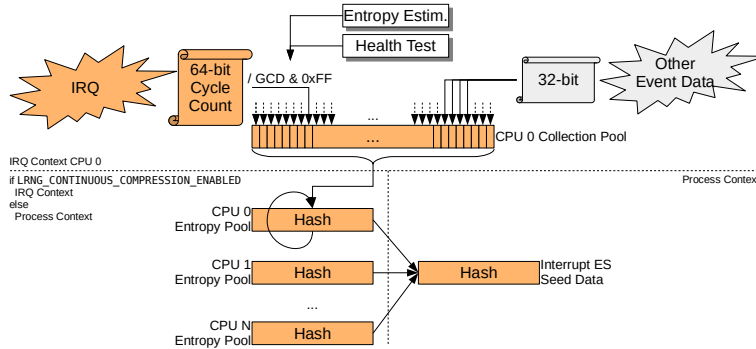 Entropy Estim.
Health Test
IRQ
64-bit
Cycle
Count
/ GCD & 0xFF
...
32-bit
Other
Event Data
...
CPU 0 Collection Pool
IRQ Context CPU 0
if LRNG_CONTINUOUS_COMPRESSION_ENABLED
IRQ Context
else
Process Context
Process Context
CPU 0
Entropy Pool
Hash
CPU 1
Entropy Pool
Hash
Hash
Interrupt ES
Seed Data
...
CPU N
Entropy Pool
Hash